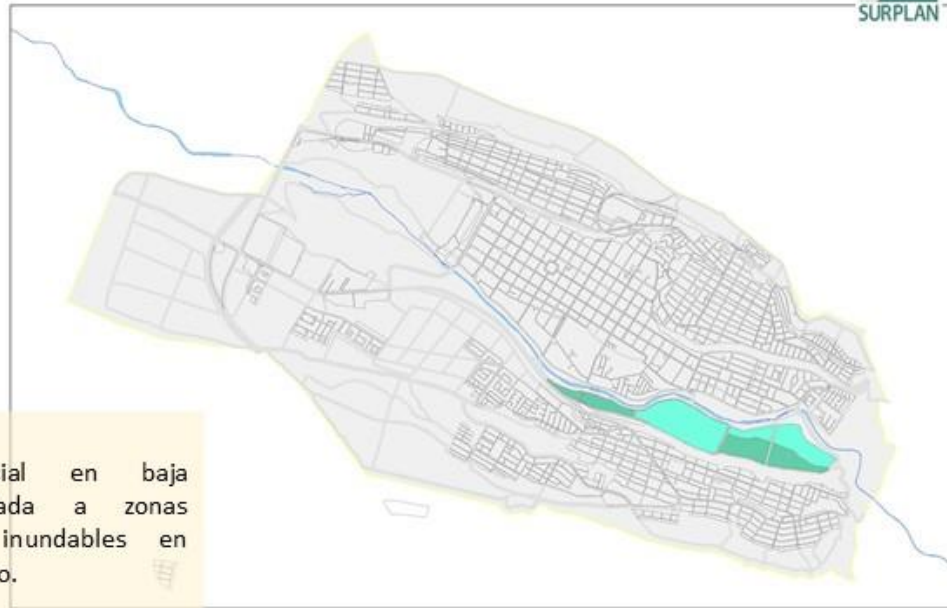 SURPLAN
ial en baja
ada a zonas
inundables en
o.